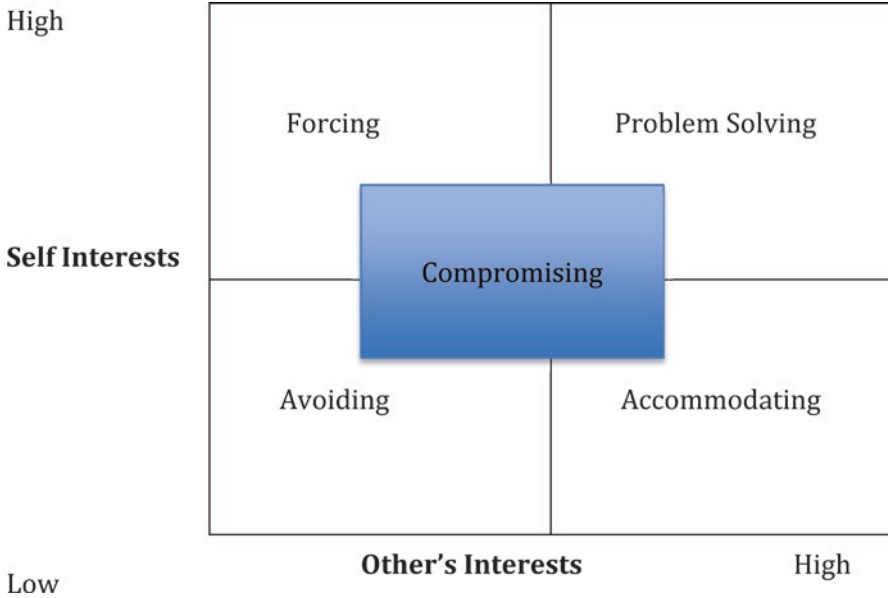 High
Forcing
Problem Solving
Self Interests
Compromising
Avoiding
Accommodating
Other's Interests
High
Low